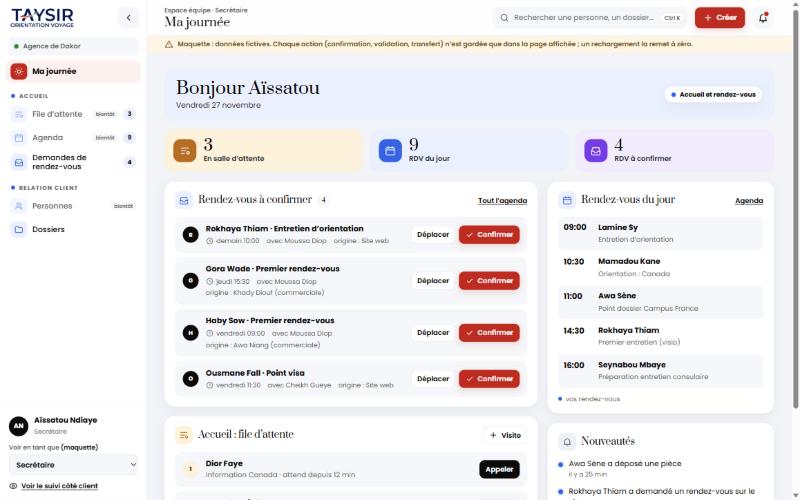 TAYSIR
ORIENTATION VOYAGE
Agence de Dakar
Ma journée
ACCUEIL
File d'attente bientôt 3
Agenda bientôt 9
Demandes de
rendez-vous 4
RELATION CLIENT
Personnes bientôt
Dossiers
AN Aïssatou Ndiaye
Secrétaire
Voir en tant que (maquette)
Secrétaire
Voir le suivi côté client
Espace équipe · Secrétaire
Ma journée
Rechercher une personne, un dossier... Ctrl K
+ Créer
Maquette : données fictives. Chaque action (confirmation, validation, transfert) n'est gardée que dans la page affichée ; un rechargement la remet à zéro.
Bonjour Aïssatou
Vendredi 27 novembre
Accueil et rendez-vous
3
En salle d'attente
9
RDV du jour
4
RDV à confirmer
Rendez-vous à confirmer 4
Tout l'agenda
R Rokhaya Thiam · Entretien d'orientation
demain 10:00 avec Moussa Diop origine : Site web
Déplacer Confirmer
G Gora Wade · Premier rendez-vous
jeudi 15:30 avec Moussa Diop
origine : Khady Diouf (commerciale)
Déplacer Confirmer
H Haby Sow · Premier rendez-vous
vendredi 09:00 avec Moussa Diop
origine : Awa Niang (commerciale)
Déplacer Confirmer
O Ousmane Fall · Point visa
vendredi 11:30 avec Cheikh Gueye origine : Site web
Déplacer Confirmer
Accueil : file d'attente
+ Visite
1 Dior Faye
Information Canada · attend depuis 12 min
Appeler
Rendez-vous du jour
Agenda
09:00 Lamine Sy
Entretien d'orientation
10:30 Mamadou Kane
Orientation : Canada
11:00 Awa Sène
Point dossier Campus France
14:30 Rokhaya Thiam
Premier entretien (visio)
16:00 Seynabou Mbaye
Préparation entretien consulaire
vos rendez-vous
Nouveautés
Awa Sène a déposé une pièce
il y a 25 min
Rokhaya Thiam a demandé un rendez-vous sur le